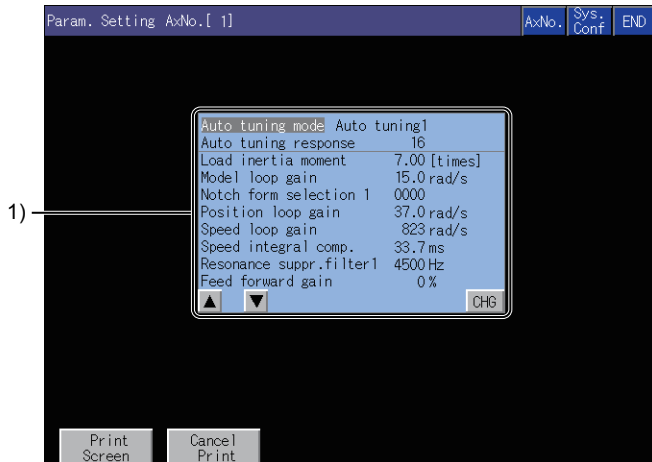 Param. Setting AxNo.[ 1]
AxNo.
Sys.
Conf
END
1)
Auto tuning mode Auto tuning1
Auto tuning response 16
Load inertia moment 7.00 [times]
Model loop gain 15.0 rad/s
Notch form selection 1 0000
Position loop gain 37.0 rad/s
Speed loop gain 823 rad/s
Speed integral comp. 33.7 ms
Resonance suppr.filter1 4500 Hz
Feed forward gain 0 %
▲ ▼ CHG
Print
Screen
Cancel
Print